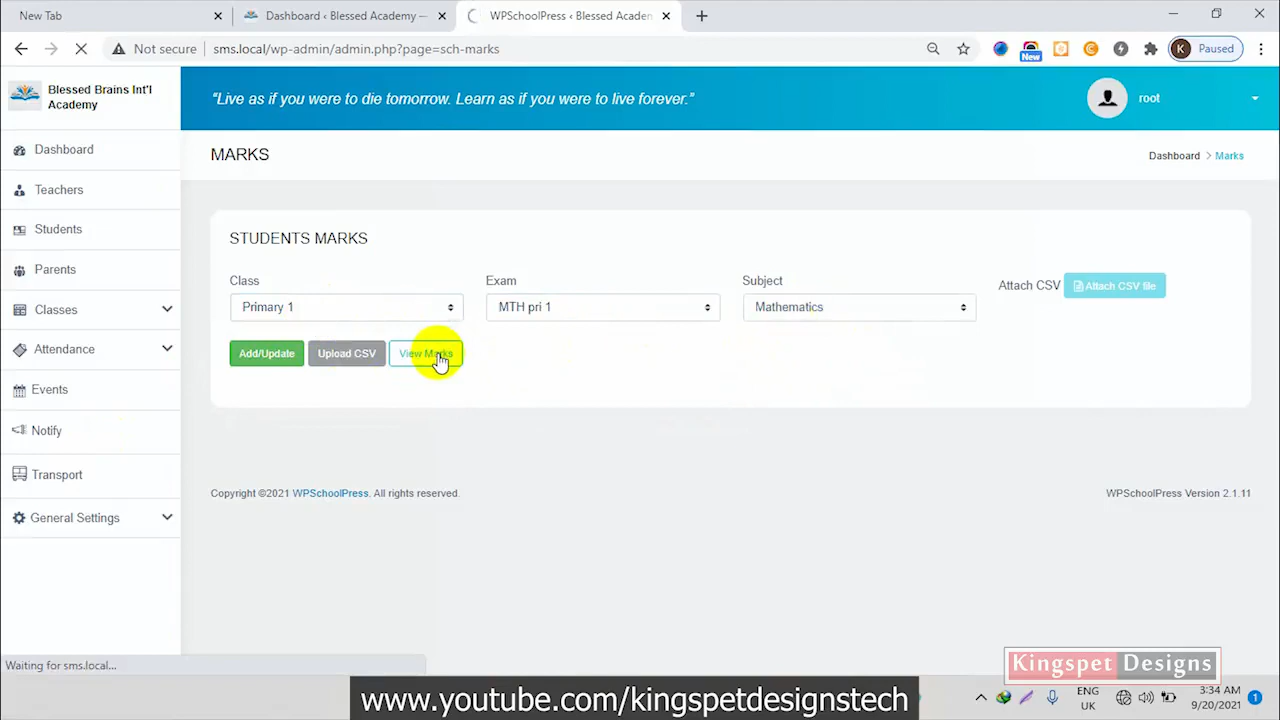 New Tab
Dashboard ‹ Blessed Academy —
WPSchoolPress ‹ Blessed Academ
Not secure
sms.local/wp-admin/admin.php?page=sch-marks
New
K
Paused
Blessed Brains Int'l
Academy
“Live as if you were to die tomorrow. Learn as if you were to live forever.”
root
Dashboard
Teachers
Students
Parents
Classes
Attendance
Events
Notify
Transport
General Settings
MARKS
Dashboard > Marks
STUDENTS MARKS
Class
Exam
Subject
Attach CSV
Attach CSV file
Primary 1
MTH pri 1
Mathematics
Add/Update
Upload CSV
View Marks
Copyright ©2021 WPSchoolPress. All rights reserved.
WPSchoolPress Version 2.1.11
Waiting for sms.local...
Kingspet Designs
www.youtube.com/kingspetdesignstech
ENG
UK
3:34 AM
9/20/2021
1